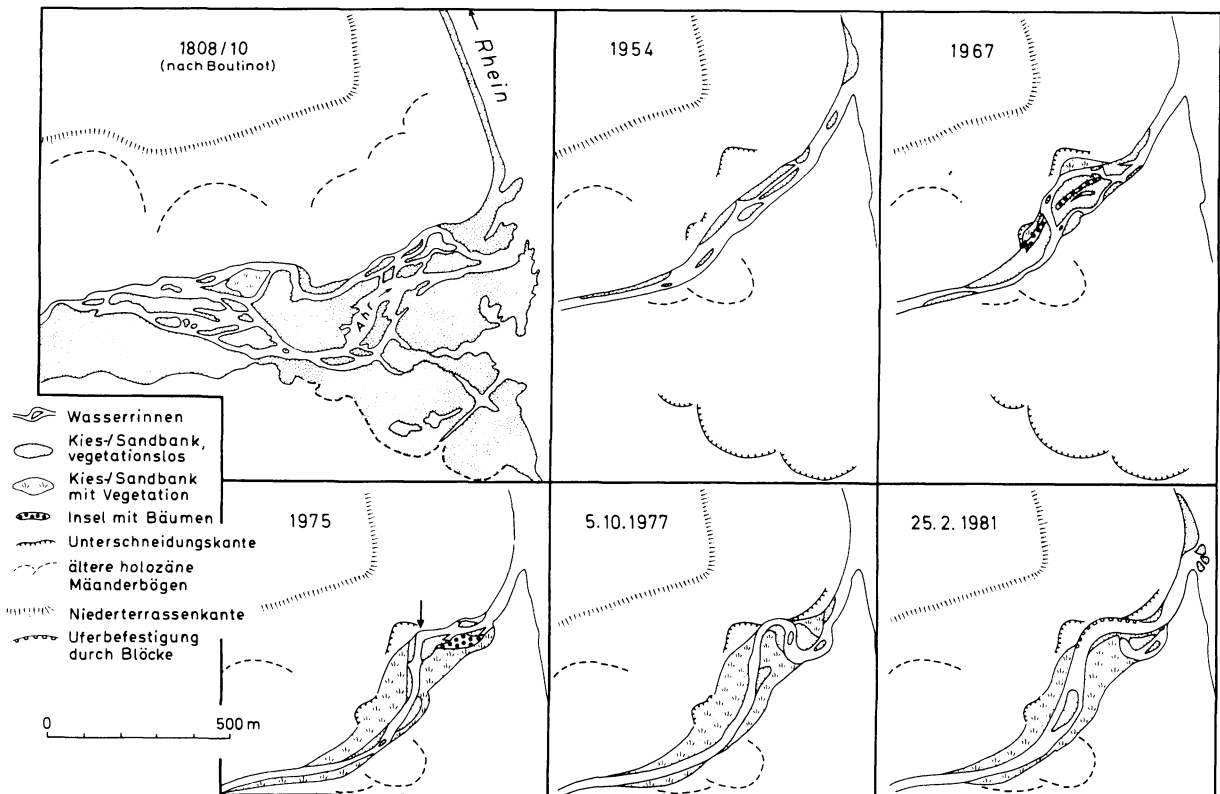 1808/10
(nach Boutinot)
Rhein
Ahr
1954
1967
Wasserrinnen
Kies-/Sandbank,
vegetationslos
Kies-/Sandbank
mit Vegetation
Insel mit Bäumen
Unterschneidungskante
ältere holozäne
Mäanderbögen
Niederterrassenkante
Uferbefestigung
durch Blöcke
0 500 m
1975
5.10.1977
25.2.1981